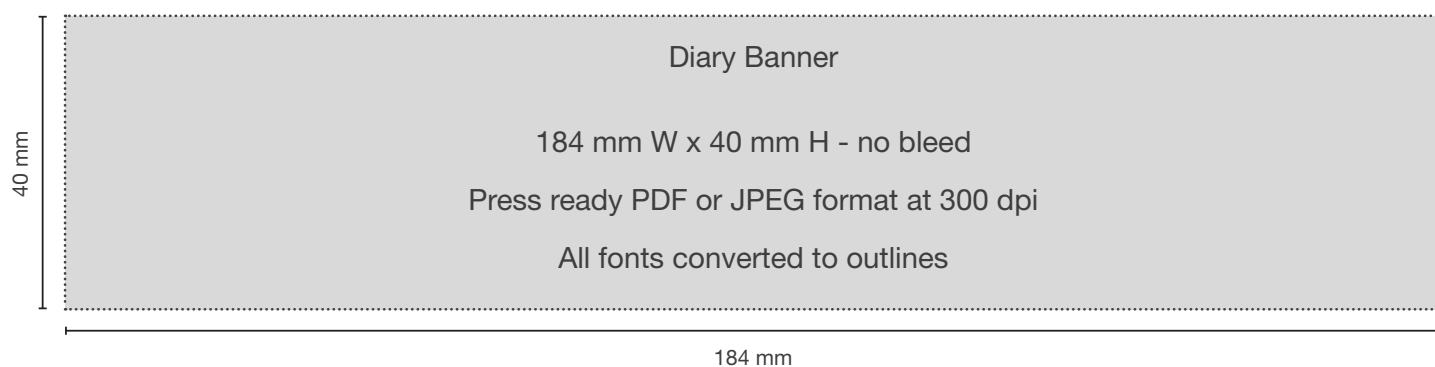 Diary Banner
184 mm W x 40 mm H - no bleed
Press ready PDF or JPEG format at 300 dpi
All fonts converted to outlines
40 mm
184 mm